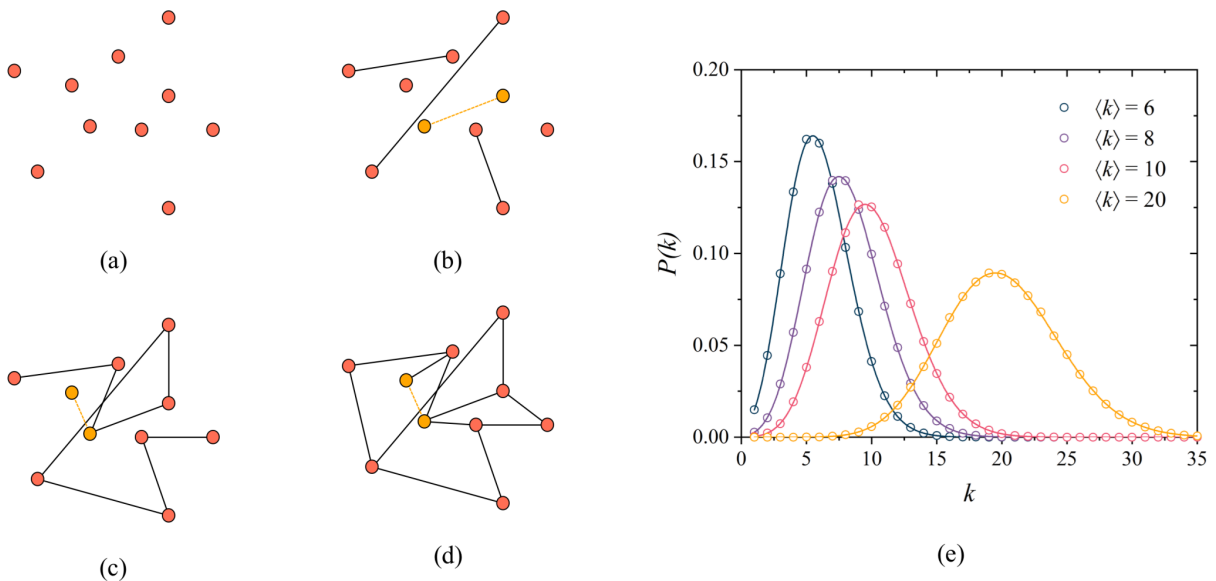 (a)
(b)
(c)
(d)
0.20
0.15
0.10
0.05
0.00
P(k)
⟨k⟩ = 6
⟨k⟩ = 8
⟨k⟩ = 10
⟨k⟩ = 20
0 5 10 15 20 25 30 35
k
(e)